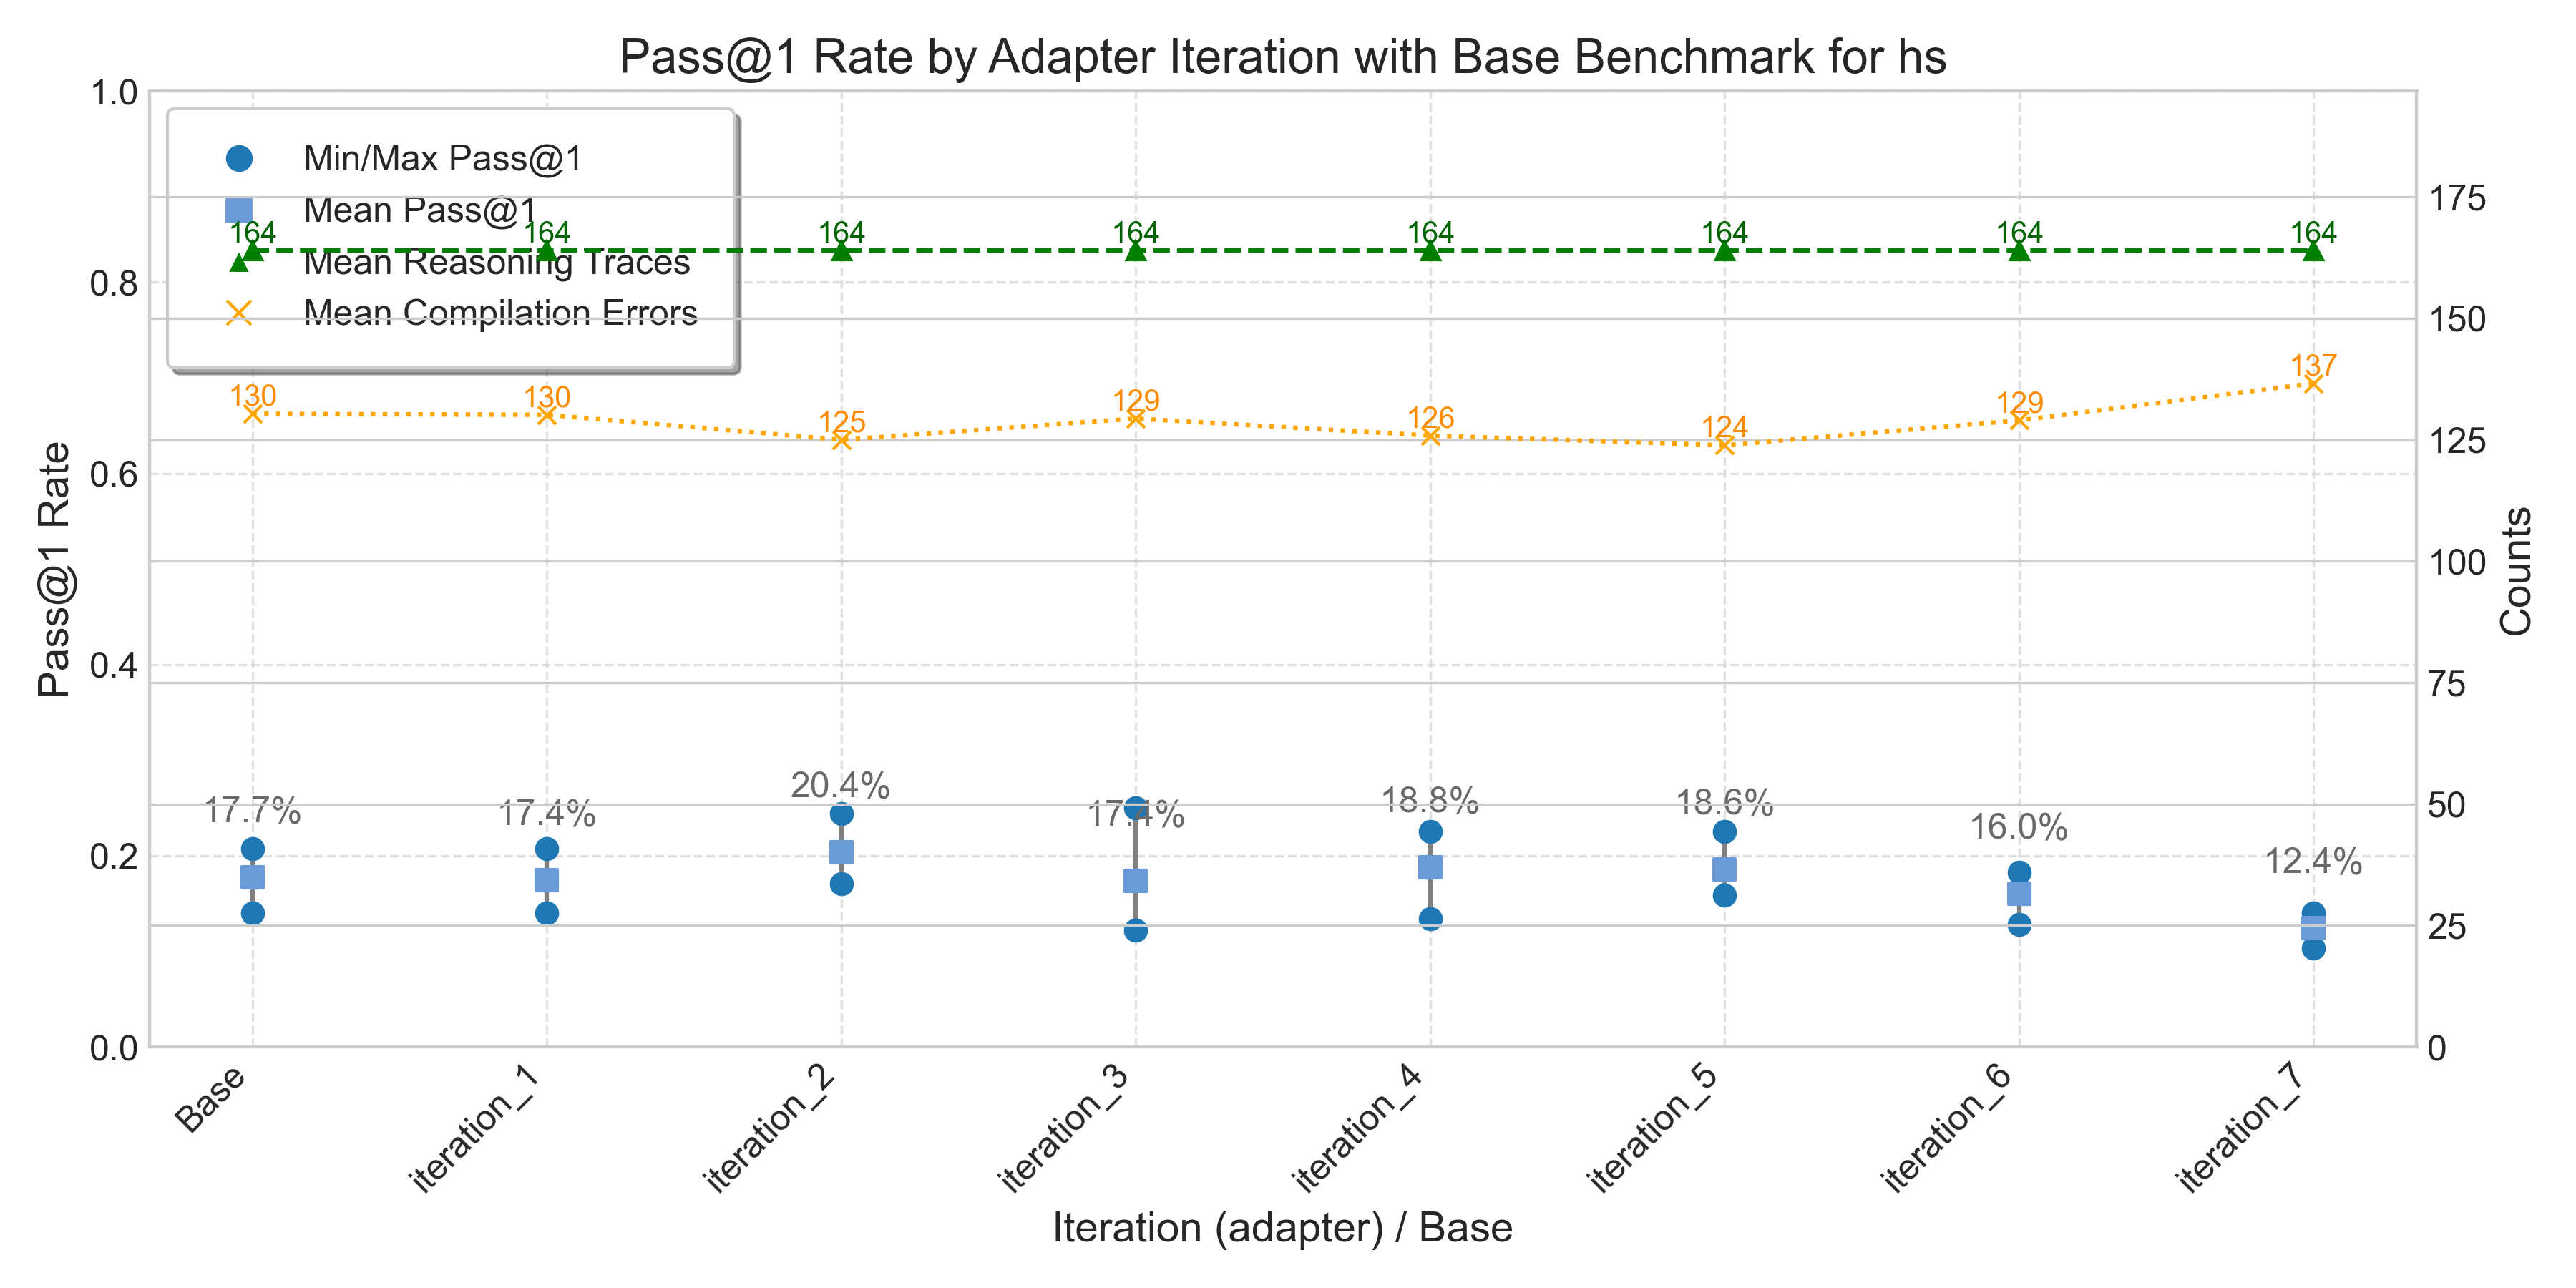 Pass@1 Rate by Adapter Iteration with Base Benchmark for hs
Min/Max Pass@1
Mean Pass@1
Mean Reasoning Traces
Mean Compilation Errors
1.0
0.8
0.6
0.4
0.2
0.0
Pass@1 Rate
175
150
125
100
75
50
25
0
Counts
164 164 164 164 164 164 164 164
130 130 125 129 126 124 129 137
17.7% 17.4% 20.4% 17.4% 18.8% 18.6% 16.0% 12.4%
Base iteration_1 iteration_2 iteration_3 iteration_4 iteration_5 iteration_6 iteration_7
Iteration (adapter) / Base